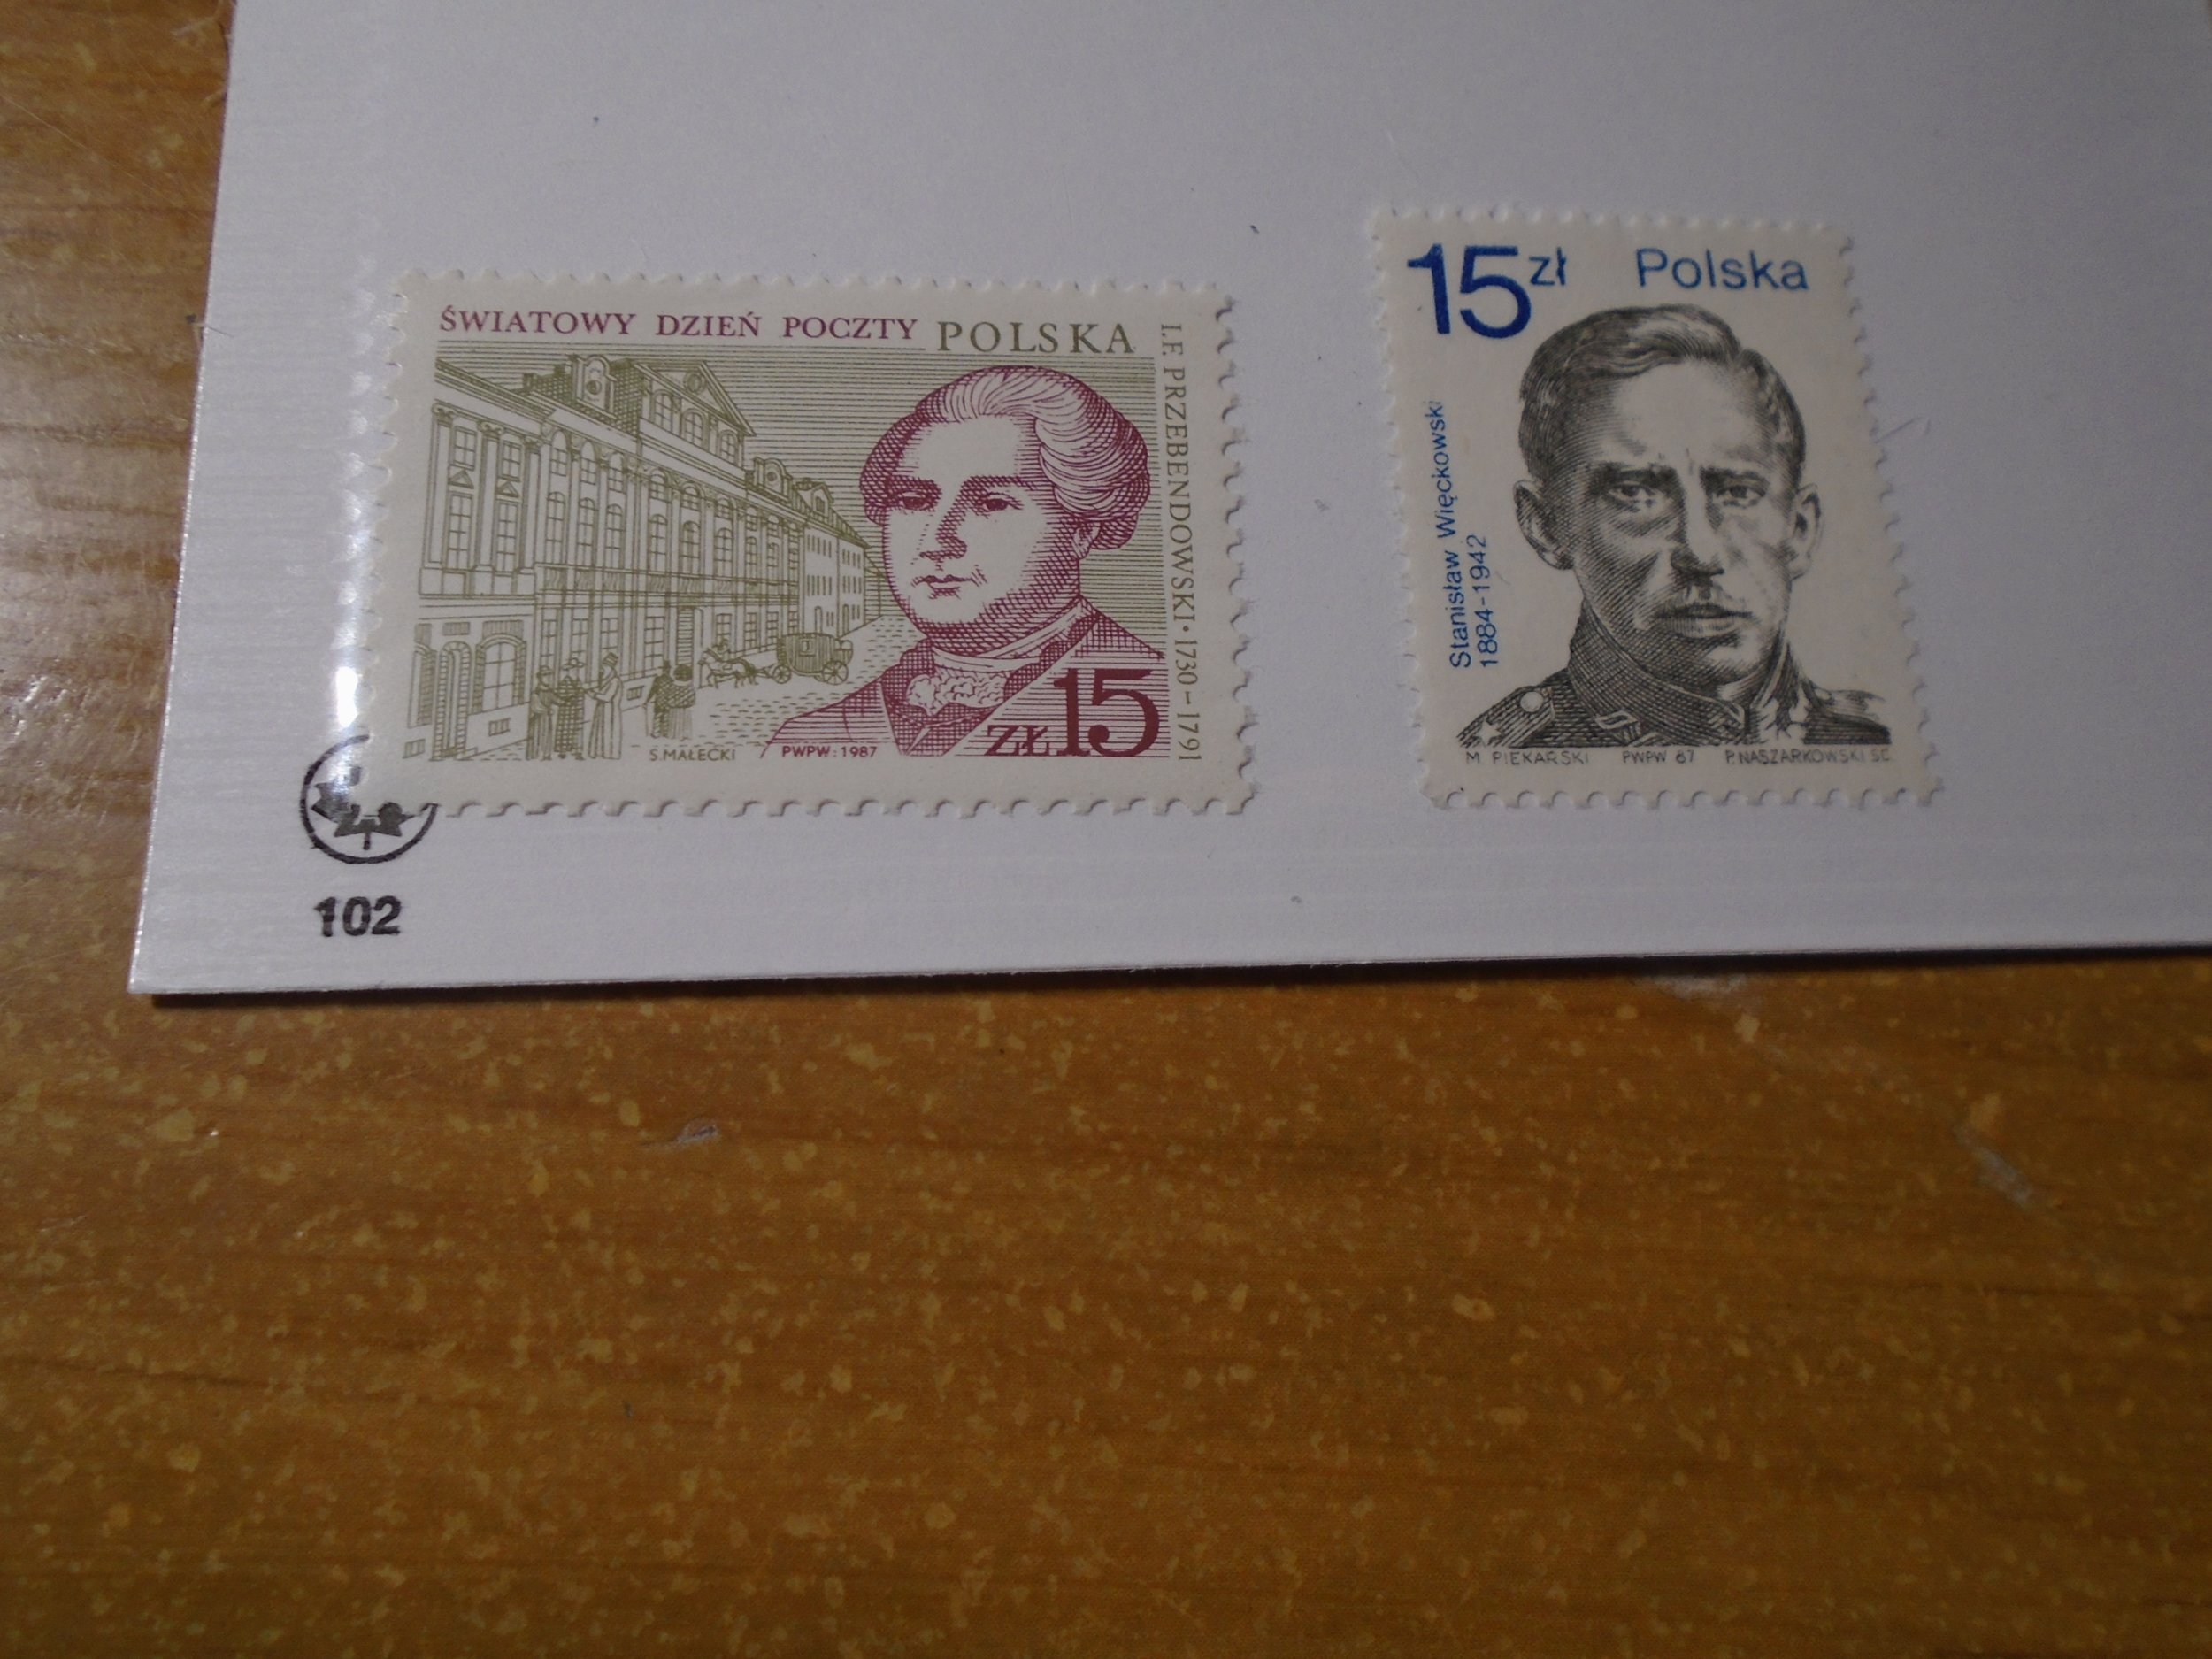 ŚWIATOWY DZIEŃ POCZTY POLSKA
I.F. PRZEBENDOWSKI • 1730–1791
ZŁ 15
S. MAŁECKI PWPW: 1987
15 zł Polska
Stanisław Więckowski
1884-1942
M. PIEKARSKI PWPW 87 P. NASZARKOWSKI SC.
102